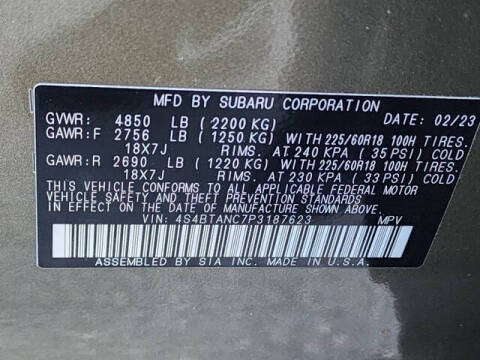 MFD BY SUBARU CORPORATION DATE: 02/23
GVWR: 4850 LB (2200 KG)
GAWR:F 2756 LB (1250 KG) WITH 225/60R18 100H TIRES.
18X7J RIMS. AT 240 KPA (35PSI) COLD
GAWR:R 2690 LB (1220 KG) WITH 225/60R18 100H TIRES.
18X7J RIMS. AT 230 KPA (33PSI) COLD
THIS VEHICLE CONFORMS TO ALL APPLICABLE FEDERAL MOTOR
VEHICLE SAFETY, BUMPER, AND THEFT PREVENTION STANDARDS
IN EFFECT ON THE DATE OF MANUFACTURE SHOWN ABOVE.
VIN: 4S4BTANC7P3187623 MPV
ASSEMBLED BY SIA INC. MADE IN U.S.A.